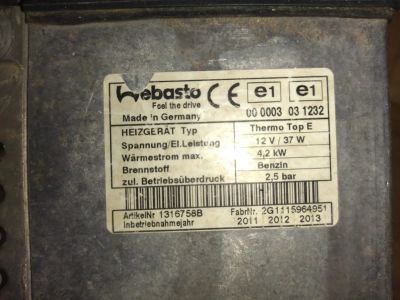 Webasto
Feel the drive
Made in Germany
CE e1 e1
00 0003 03 1232
HEIZGERÄT Typ Thermo Top E
Spannung/El.Leistung 12 V / 37 W
Wärmestrom max. 4,2 kW
Brennstoff Benzin
zul. Betriebsüberdruck 2,5 bar
ArtikelNr 1316758B FabrNr. 2G1115964951
Inbetriebnahmejahr 2011 2012 2013